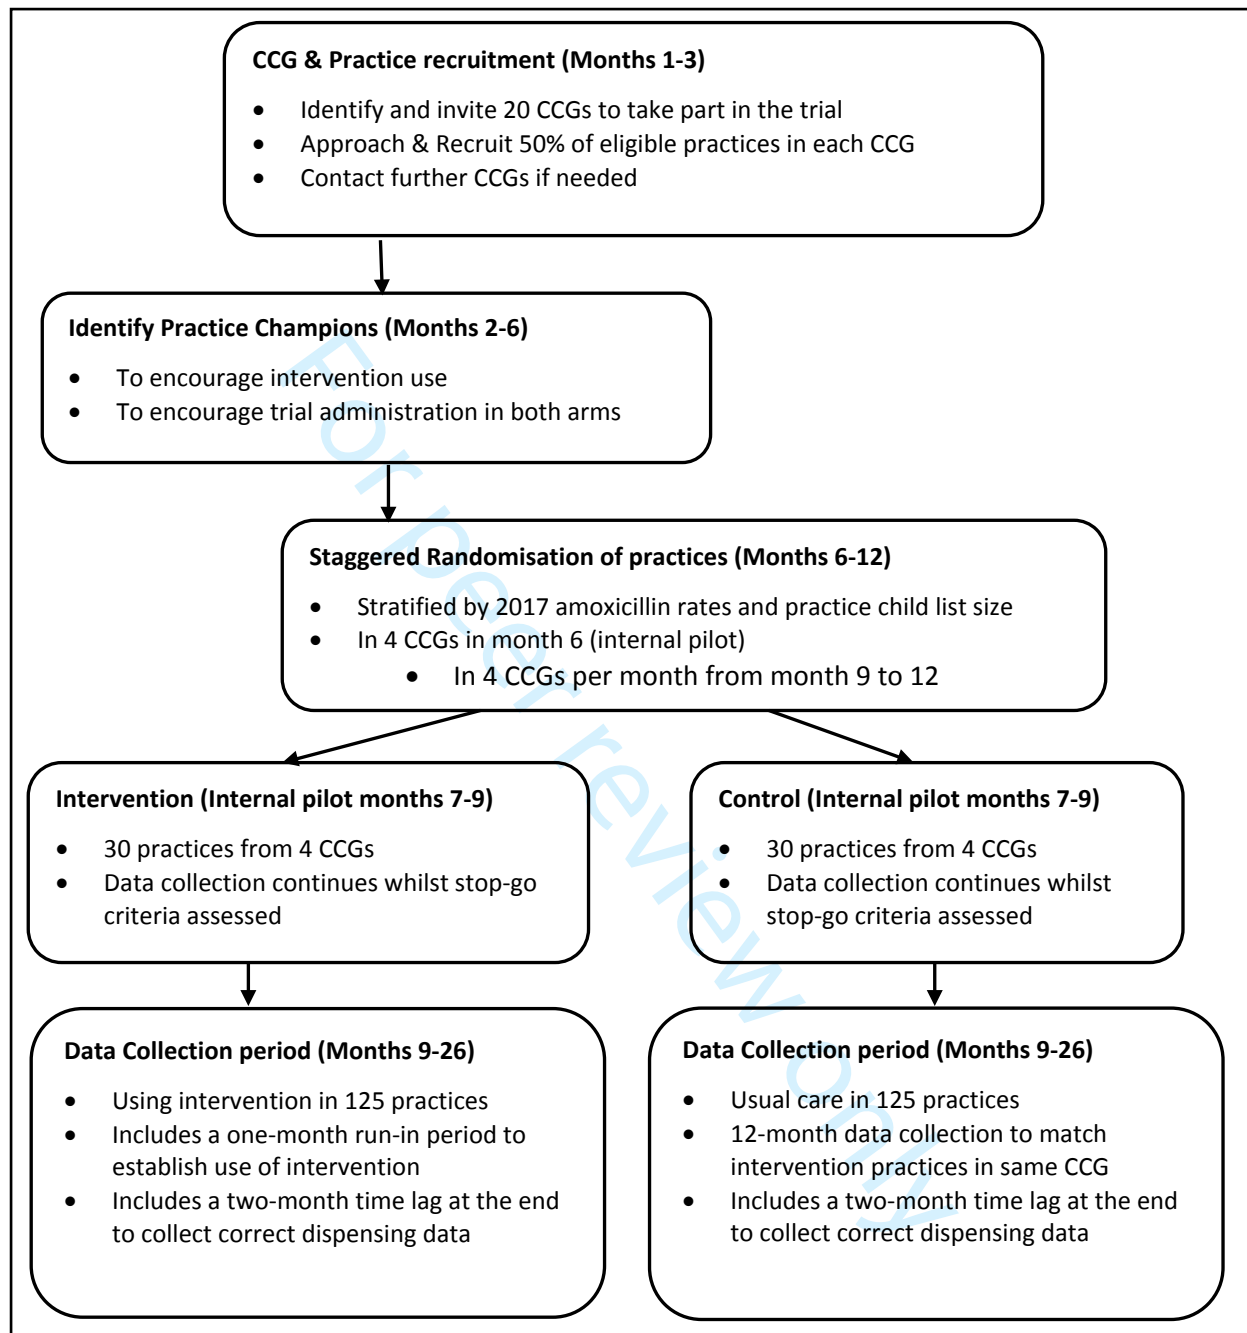 CCG & Practice recruitment (Months 1-3)
• Identify and invite 20 CCGs to take part in the trial
• Approach & Recruit 50% of eligible practices in each CCG
• Contact further CCGs if needed
Identify Practice Champions (Months 2-6)
• To encourage intervention use
• To encourage trial administration in both arms
Staggered Randomisation of practices (Months 6-12)
• Stratified by 2017 amoxicillin rates and practice child list size
• In 4 CCGs in month 6 (internal pilot)
• In 4 CCGs per month from month 9 to 12
Intervention (Internal pilot months 7-9)
• 30 practices from 4 CCGs
• Data collection continues whilst stop-go
criteria assessed
Control (Internal pilot months 7-9)
• 30 practices from 4 CCGs
• Data collection continues whilst
stop-go criteria assessed
Data Collection period (Months 9-26)
• Using intervention in 125 practices
• Includes a one-month run-in period to
establish use of intervention
• Includes a two-month time lag at the end
to collect correct dispensing data
Data Collection period (Months 9-26)
• Usual care in 125 practices
• 12-month data collection to match
intervention practices in same CCG
• Includes a two-month time lag at the end
to collect correct dispensing data
For peer review only